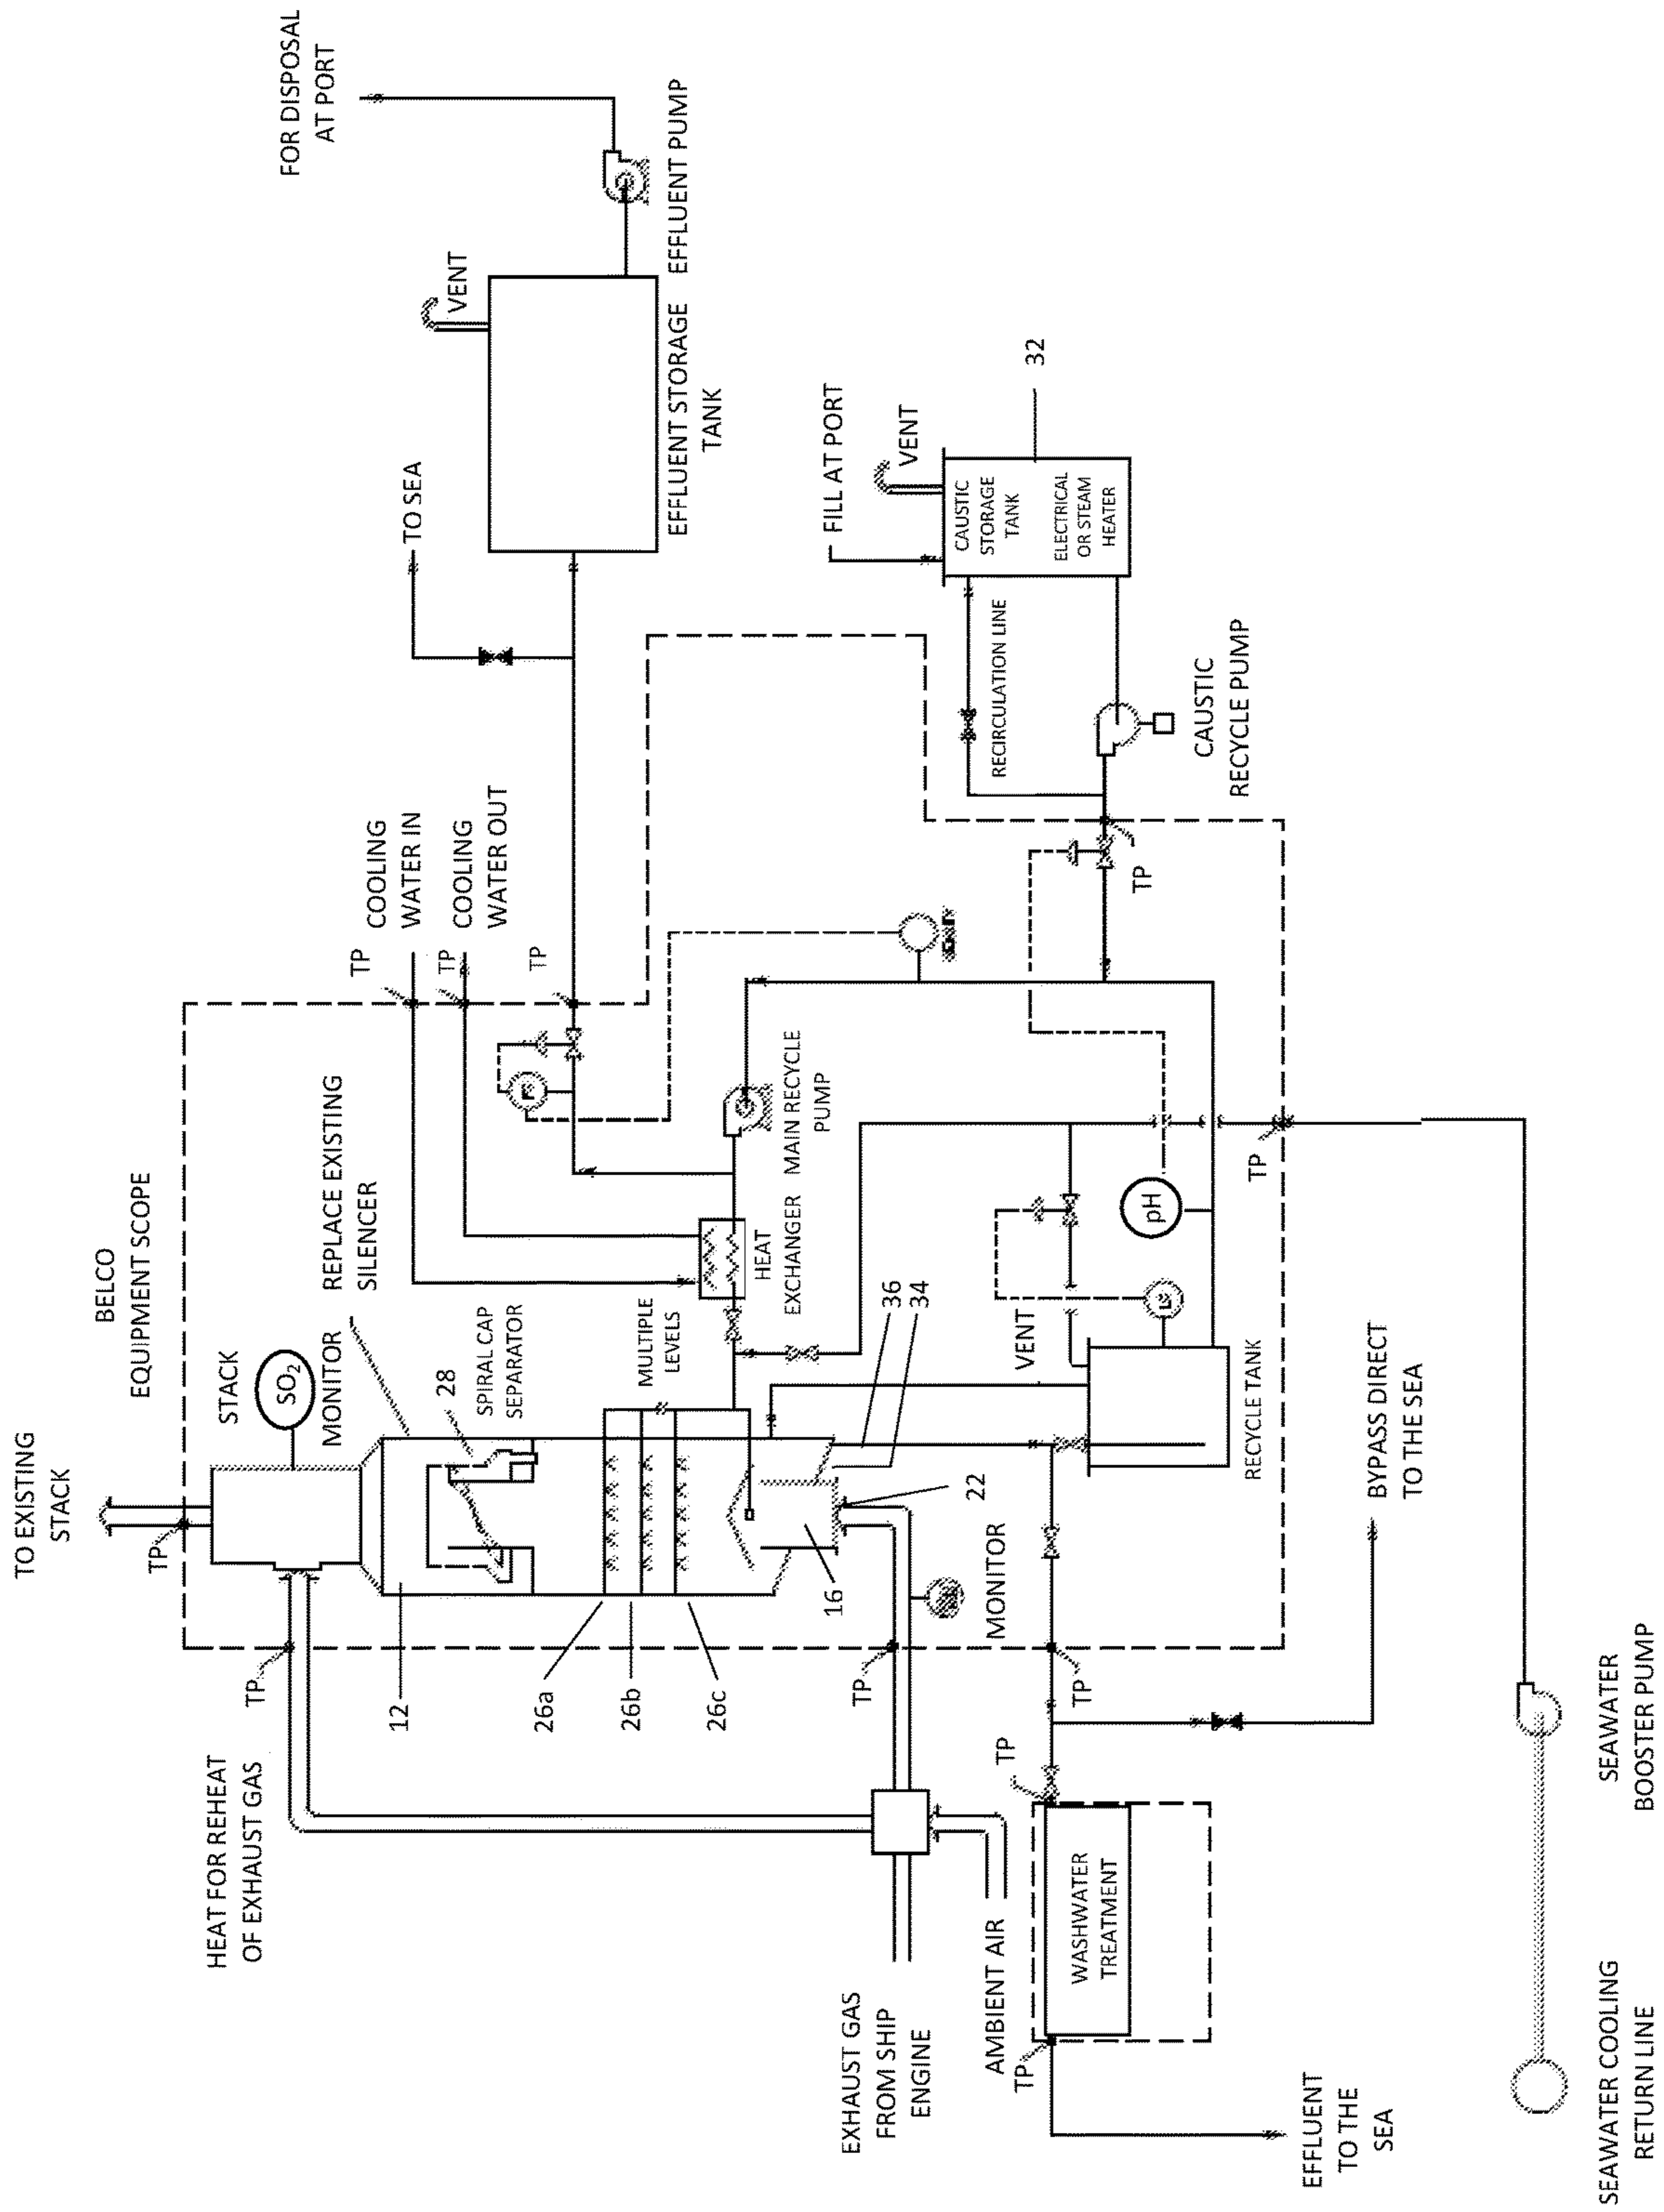 TO EXISTING
STACK
TP
BELCO
EQUIPMENT SCOPE
STACK
SO2
MONITOR
REPLACE EXISTING
SILENCER
28
SPIRAL CAP
SEPARATOR
MULTIPLE
LEVELS
HEAT FOR REHEAT
OF EXHAUST GAS
TP
12
26a
26b
26c
16
22
36
34
TP
COOLING
WATER IN
TP
COOLING
WATER OUT
TP
TO SEA
VENT
EFFLUENT STORAGE
TANK
EFFLUENT PUMP
FOR DISPOSAL
AT PORT
HEAT
EXCHANGER
MAIN RECYCLE
PUMP
FILL AT PORT
VENT
CAUSTIC
STORAGE
TANK
ELECTRICAL
OR STEAM
HEATER
32
RECIRCULATION LINE
CAUSTIC
RECYCLE PUMP
TP
pH
TP
VENT
RECYCLE TANK
EXHAUST GAS
FROM SHIP
ENGINE
TP
MONITOR
AMBIENT AIR
TP
TP
WASHWATER
TREATMENT
TP
BYPASS DIRECT
TO THE SEA
EFFLUENT
TO THE
SEA
SEAWATER
BOOSTER PUMP
SEAWATER COOLING
RETURN LINE